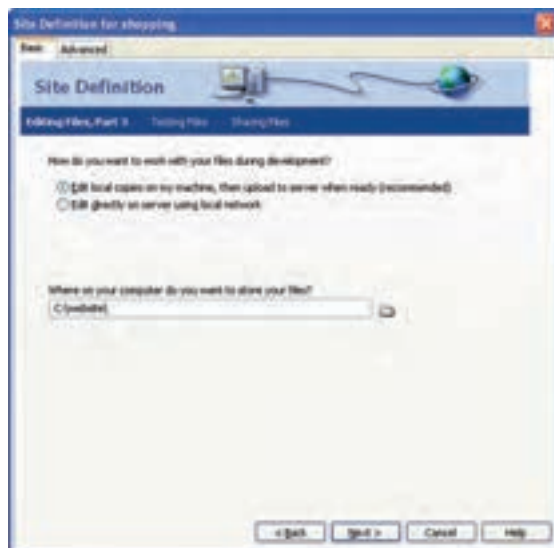 Site Definition for shopping
Basic Advanced
Site Definition
Editing Files, Part 3 Testing Files Sharing Files
How do you want to work with your files during development?
Edit local copies on my machine, then upload to server when ready (recommended)
Edit directly on server using local network
Where on your computer do you want to store your files?
C:\website\
< Back Next > Cancel Help